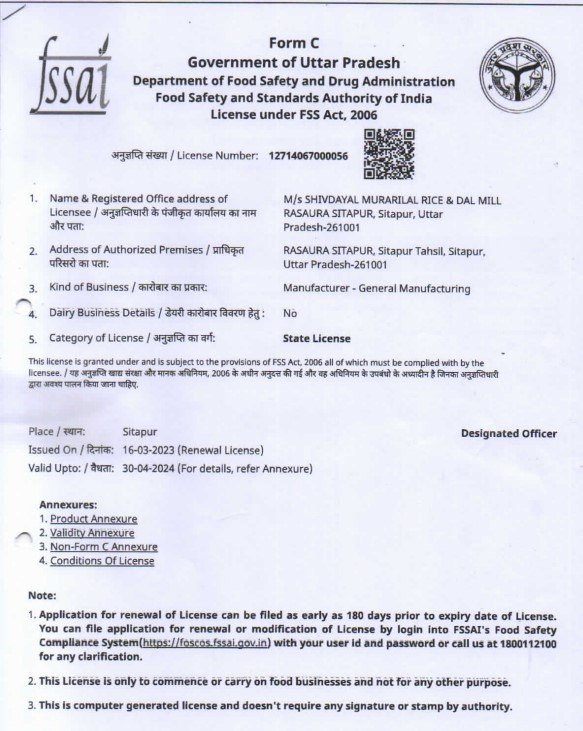 fssai
Form C
Government of Uttar Pradesh
Department of Food Safety and Drug Administration
Food Safety and Standards Authority of India
License under FSS Act, 2006
उत्तर प्रदेश सरकार
अनुज्ञप्ति संख्या / License Number: 12714067000056
1. Name & Registered Office address of
Licensee / अनुज्ञप्तिधारी के पंजीकृत कार्यालय का नाम
और पता:
M/s SHIVDAYAL MURARILAL RICE & DAL MILL
RASAURA SITAPUR, Sitapur, Uttar
Pradesh-261001
2. Address of Authorized Premises / प्राधिकृत
परिसरो का पता:
RASAURA SITAPUR, Sitapur Tahsil, Sitapur,
Uttar Pradesh-261001
3. Kind of Business / कारोबार का प्रकार:
Manufacturer - General Manufacturing
4. Dairy Business Details / डेयरी कारोबार विवरण हेतु :
No
5. Category of License / अनुज्ञप्ति का वर्ग:
State License
This license is granted under and is subject to the provisions of FSS Act, 2006 all of which must be complied with by the
licensee. / यह अनुज्ञप्ति खाद्य संरक्षा और मानक अधिनियम, 2006 के अधीन अनुदत्त की गई और वह अधिनियम के उपबंधो के अध्यादीन है जिनका अनुज्ञप्तिधारी
द्वारा अवश्य पालन किया जाना चाहिए.
Place / स्थान: Sitapur
Designated Officer
Issued On / दिनांक: 16-03-2023 (Renewal License)
Valid Upto: / वैधता: 30-04-2024 (For details, refer Annexure)
Annexures:
1. Product Annexure
2. Validity Annexure
3. Non-Form C Annexure
4. Conditions Of License
Note:
1. Application for renewal of License can be filed as early as 180 days prior to expiry date of License.
You can file application for renewal or modification of License by login into FSSAI's Food Safety
Compliance System(https://foscos.fssai.gov.in) with your user id and password or call us at 1800112100
for any clarification.
2. This License is only to commence or carry on food businesses and not for any other purpose.
3. This is computer generated license and doesn't require any signature or stamp by authority.